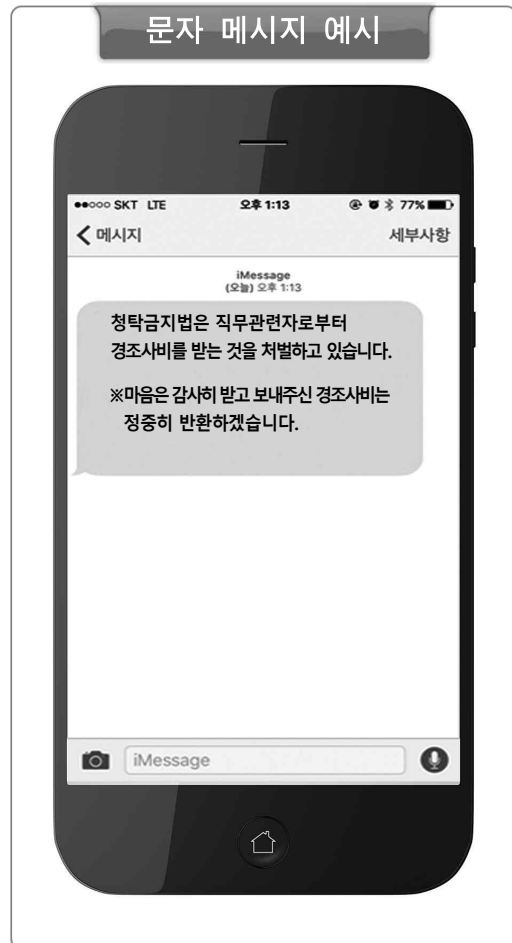 문자 메시지 예시
●●○○○ SKT LTE 오후 1:13 77%
메시지 세부사항
iMessage
(오늘) 오후 1:13
청탁금지법은 직무관련자로부터
경조사비를 받는 것을 처벌하고 있습니다.
※마음은 감사히 받고 보내주신 경조사비는
정중히 반환하겠습니다.
iMessage